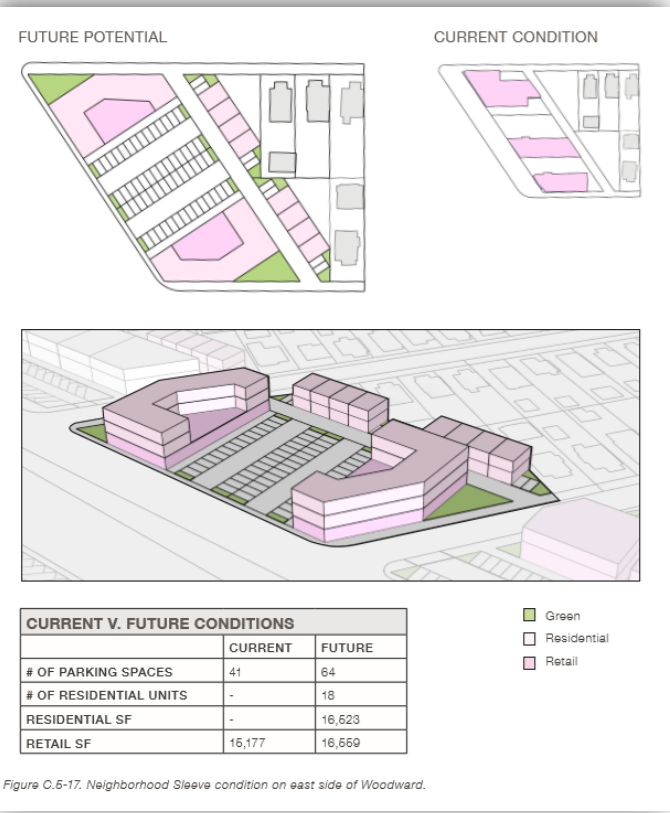 FUTURE POTENTIAL
CURRENT CONDITION
CURRENT V. FUTURE CONDITIONS
CURRENT FUTURE
# OF PARKING SPACES 41 64
# OF RESIDENTIAL UNITS - 18
RESIDENTIAL SF - 16,523
RETAIL SF 15,177 16,559
Green
Residential
Retail
Figure C.5-17. Neighborhood Sleeve condition on east side of Woodward.